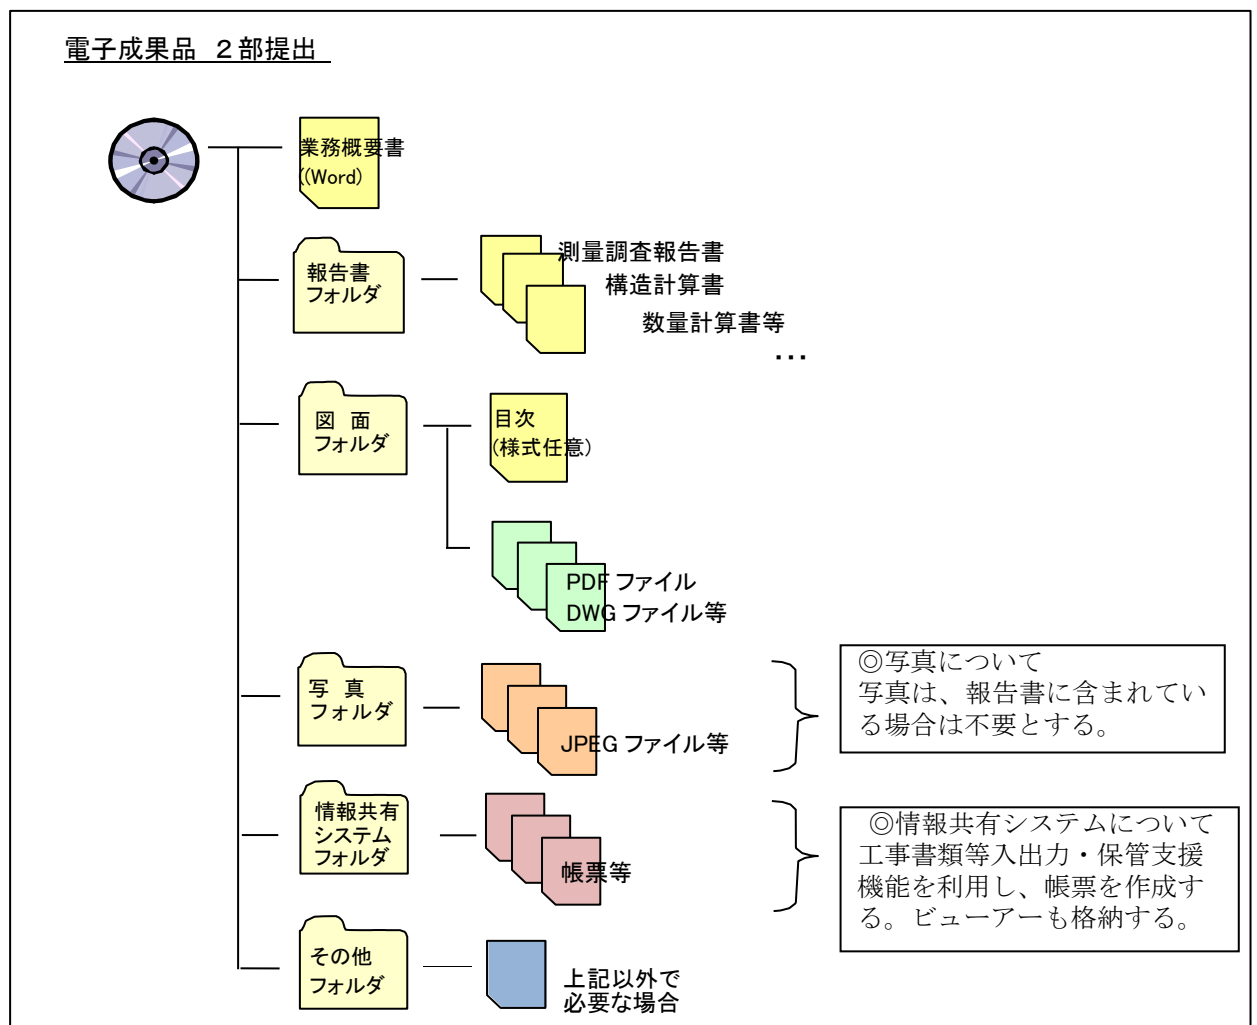 電子成果品　２部提出
業務概要書
((Word)
報告書
フォルダ
測量調査報告書
構造計算書
数量計算書等
…
図　面
フォルダ
目次
(様式任意)
PDF ファイル
DWG ファイル等
写　真
フォルダ
JPEG ファイル等
◎写真について
写真は、報告書に含まれてい
る場合は不要とする。
情報共有
システム
フォルダ
帳票等
◎情報共有システムについて
工事書類等入出力・保管支援
機能を利用し、帳票を作成す
る。ビューアーも格納する。
その他
フォルダ
上記以外で
必要な場合